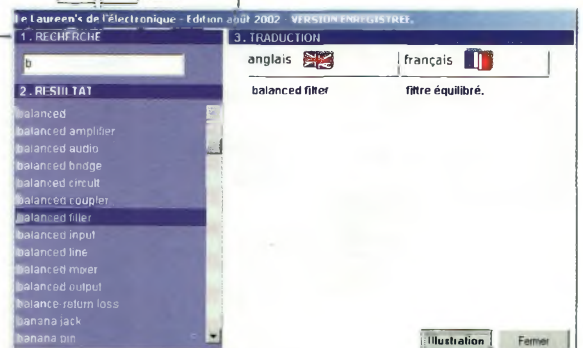 Le Laureen's de l'électronique - Edition août 2002 - VERSION ENREGISTREE.
1. RECHERCHE
b
2. RESULTAT
balanced
balanced amplifier
balanced audio
balanced bridge
balanced circuit
balanced coupler
balanced filter
balanced input
balanced line
balanced mixer
balanced output
balance-return loss
banana jack
banana pin
3. TRADUCTION
anglais
français
balanced filter
filtre équilibré.
Illustration
Fermer